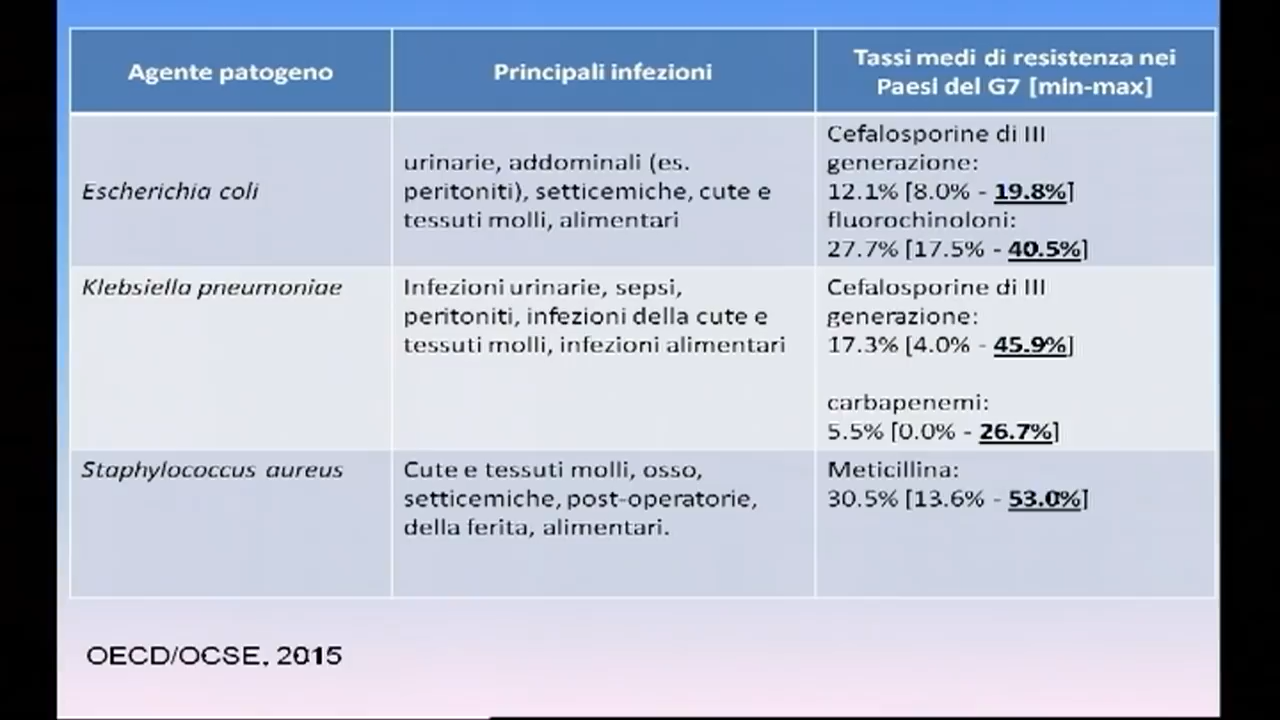 Agente patogeno
Principali infezioni
Tassi medi di resistenza nei
Paesi del G7 [min-max]
Escherichia coli
urinarie, addominali (es.
peritoniti), setticemiche, cute e
tessuti molli, alimentari
Cefalosporine di III
generazione:
12.1% [8.0% - 19.8%]
fluorochinoloni:
27.7% [17.5% - 40.5%]
Klebsiella pneumoniae
Infezioni urinarie, sepsi,
peritoniti, infezioni della cute e
tessuti molli, infezioni alimentari
Cefalosporine di III
generazione:
17.3% [4.0% - 45.9%]
carbapenemi:
5.5% [0.0% - 26.7%]
Staphylococcus aureus
Cute e tessuti molli, osso,
setticemiche, post-operatorie,
della ferita, alimentari.
Meticillina:
30.5% [13.6% - 53.0%]
OECD/OCSE, 2015